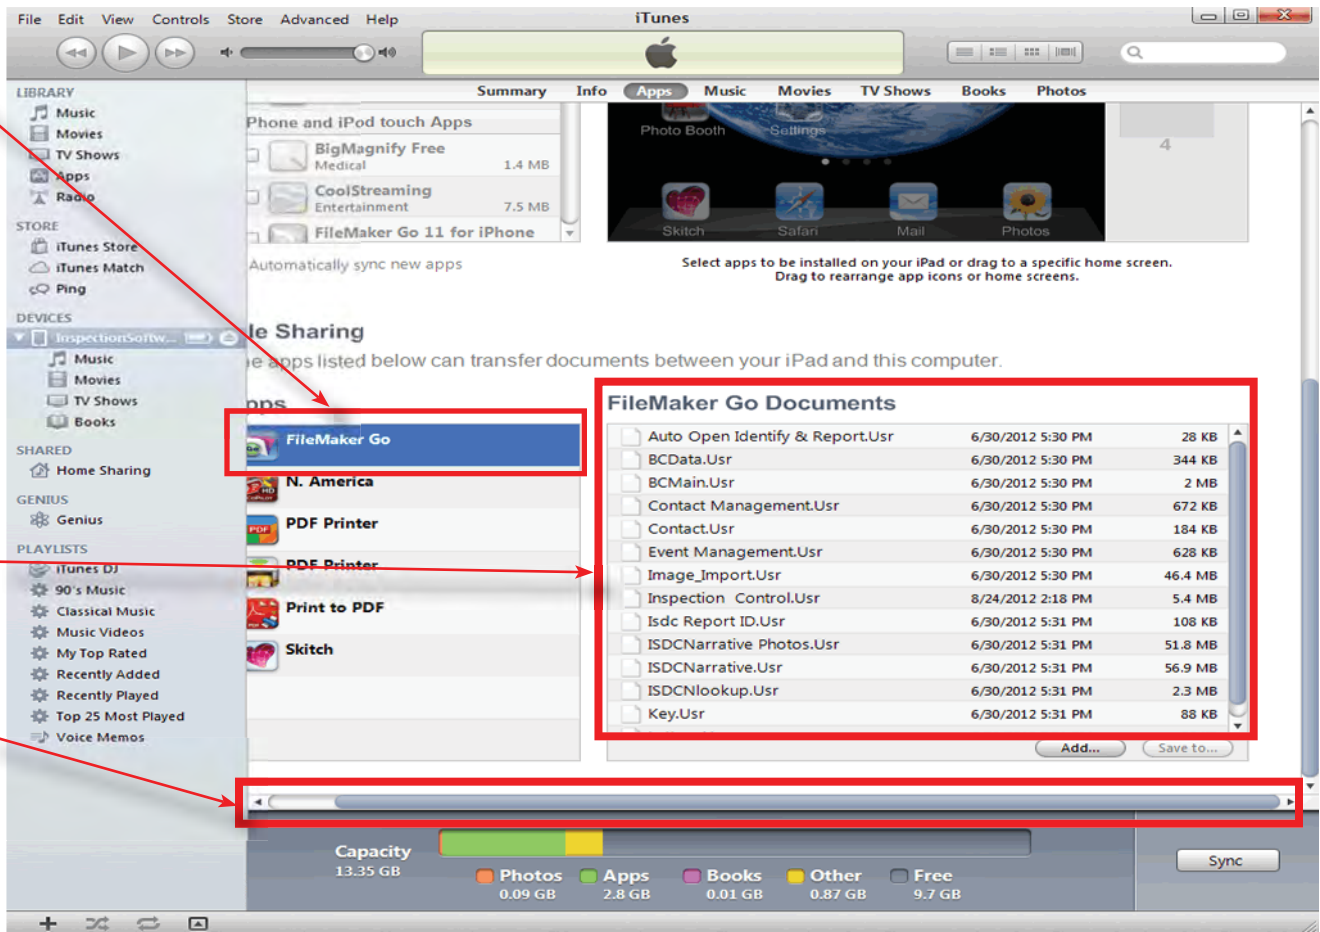 File Edit View Controls Store Advanced Help
iTunes
LIBRARY
Music
Movies
TV Shows
Apps
Radio
STORE
iTunes Store
iTunes Match
Ping
DEVICES
InspectionSoftw...
Music
Movies
TV Shows
Books
SHARED
Home Sharing
GENIUS
Genius
PLAYLISTS
iTunes DJ
90's Music
Classical Music
Music Videos
My Top Rated
Recently Added
Recently Played
Top 25 Most Played
Voice Memos
Summary Info Apps Music Movies TV Shows Books Photos
Phone and iPod touch Apps
BigMagnify Free
Medical 1.4 MB
CoolStreaming
Entertainment 7.5 MB
FileMaker Go 11 for iPhone
Automatically sync new apps
Photo Booth Settings
Skitch Safari Mail Photos
4
Select apps to be installed on your iPad or drag to a specific home screen.
Drag to rearrange app icons or home screens.
le Sharing
e apps listed below can transfer documents between your iPad and this computer.
pps
FileMaker Go
N. America
PDF Printer
PDF Printer
Print to PDF
Skitch
FileMaker Go Documents
Auto Open Identify & Report.Usr 6/30/2012 5:30 PM 28 KB
BCData.Usr 6/30/2012 5:30 PM 344 KB
BCMain.Usr 6/30/2012 5:30 PM 2 MB
Contact Management.Usr 6/30/2012 5:30 PM 672 KB
Contact.Usr 6/30/2012 5:30 PM 184 KB
Event Management.Usr 6/30/2012 5:30 PM 628 KB
Image_Import.Usr 6/30/2012 5:30 PM 46.4 MB
Inspection Control.Usr 8/24/2012 2:18 PM 5.4 MB
Isdc Report ID.Usr 6/30/2012 5:31 PM 108 KB
ISDCNarrative Photos.Usr 6/30/2012 5:31 PM 51.8 MB
ISDCNarrative.Usr 6/30/2012 5:31 PM 56.9 MB
ISDCNlookup.Usr 6/30/2012 5:31 PM 2.3 MB
Key.Usr 6/30/2012 5:31 PM 88 KB
Add... Save to...
Capacity
13.35 GB
Photos Apps Books Other Free
0.09 GB 2.8 GB 0.01 GB 0.87 GB 9.7 GB
Sync